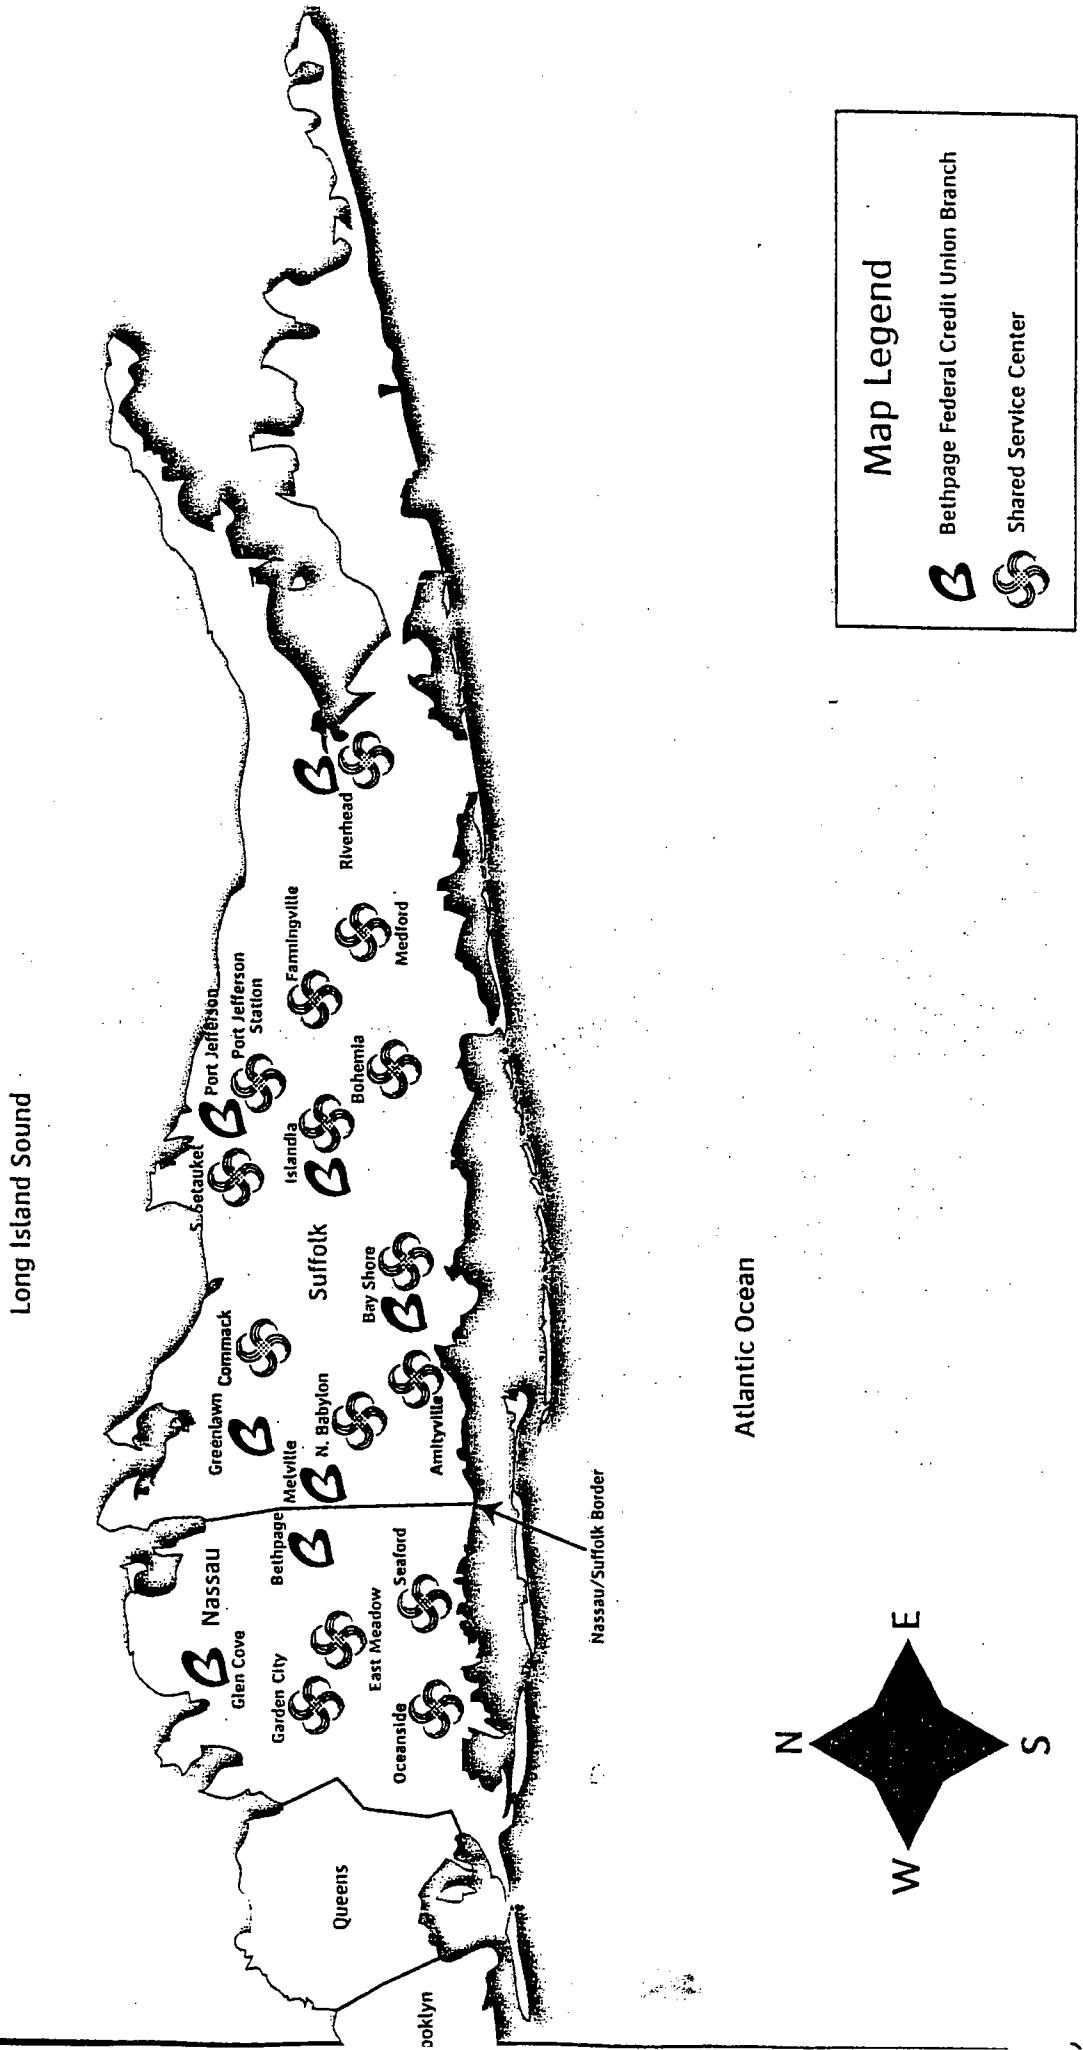 Long Island Sound
Port Jefferson
Port Jefferson
Station
S. Setauket
Farmingville
Riverhead
Medford
Bohemia
Islandia
Suffolk
Bay Shore
Commack
Greenlawn
Melville
N. Babylon
Amityville
Nassau
Bethpage
Glen Cove
Garden City
East Meadow
Seaford
Oceanside
Queens
ooklyn
Nassau/Suffolk Border
Atlantic Ocean
N
W
E
S
Map Legend
Bethpage Federal Credit Union Branch
Shared Service Center